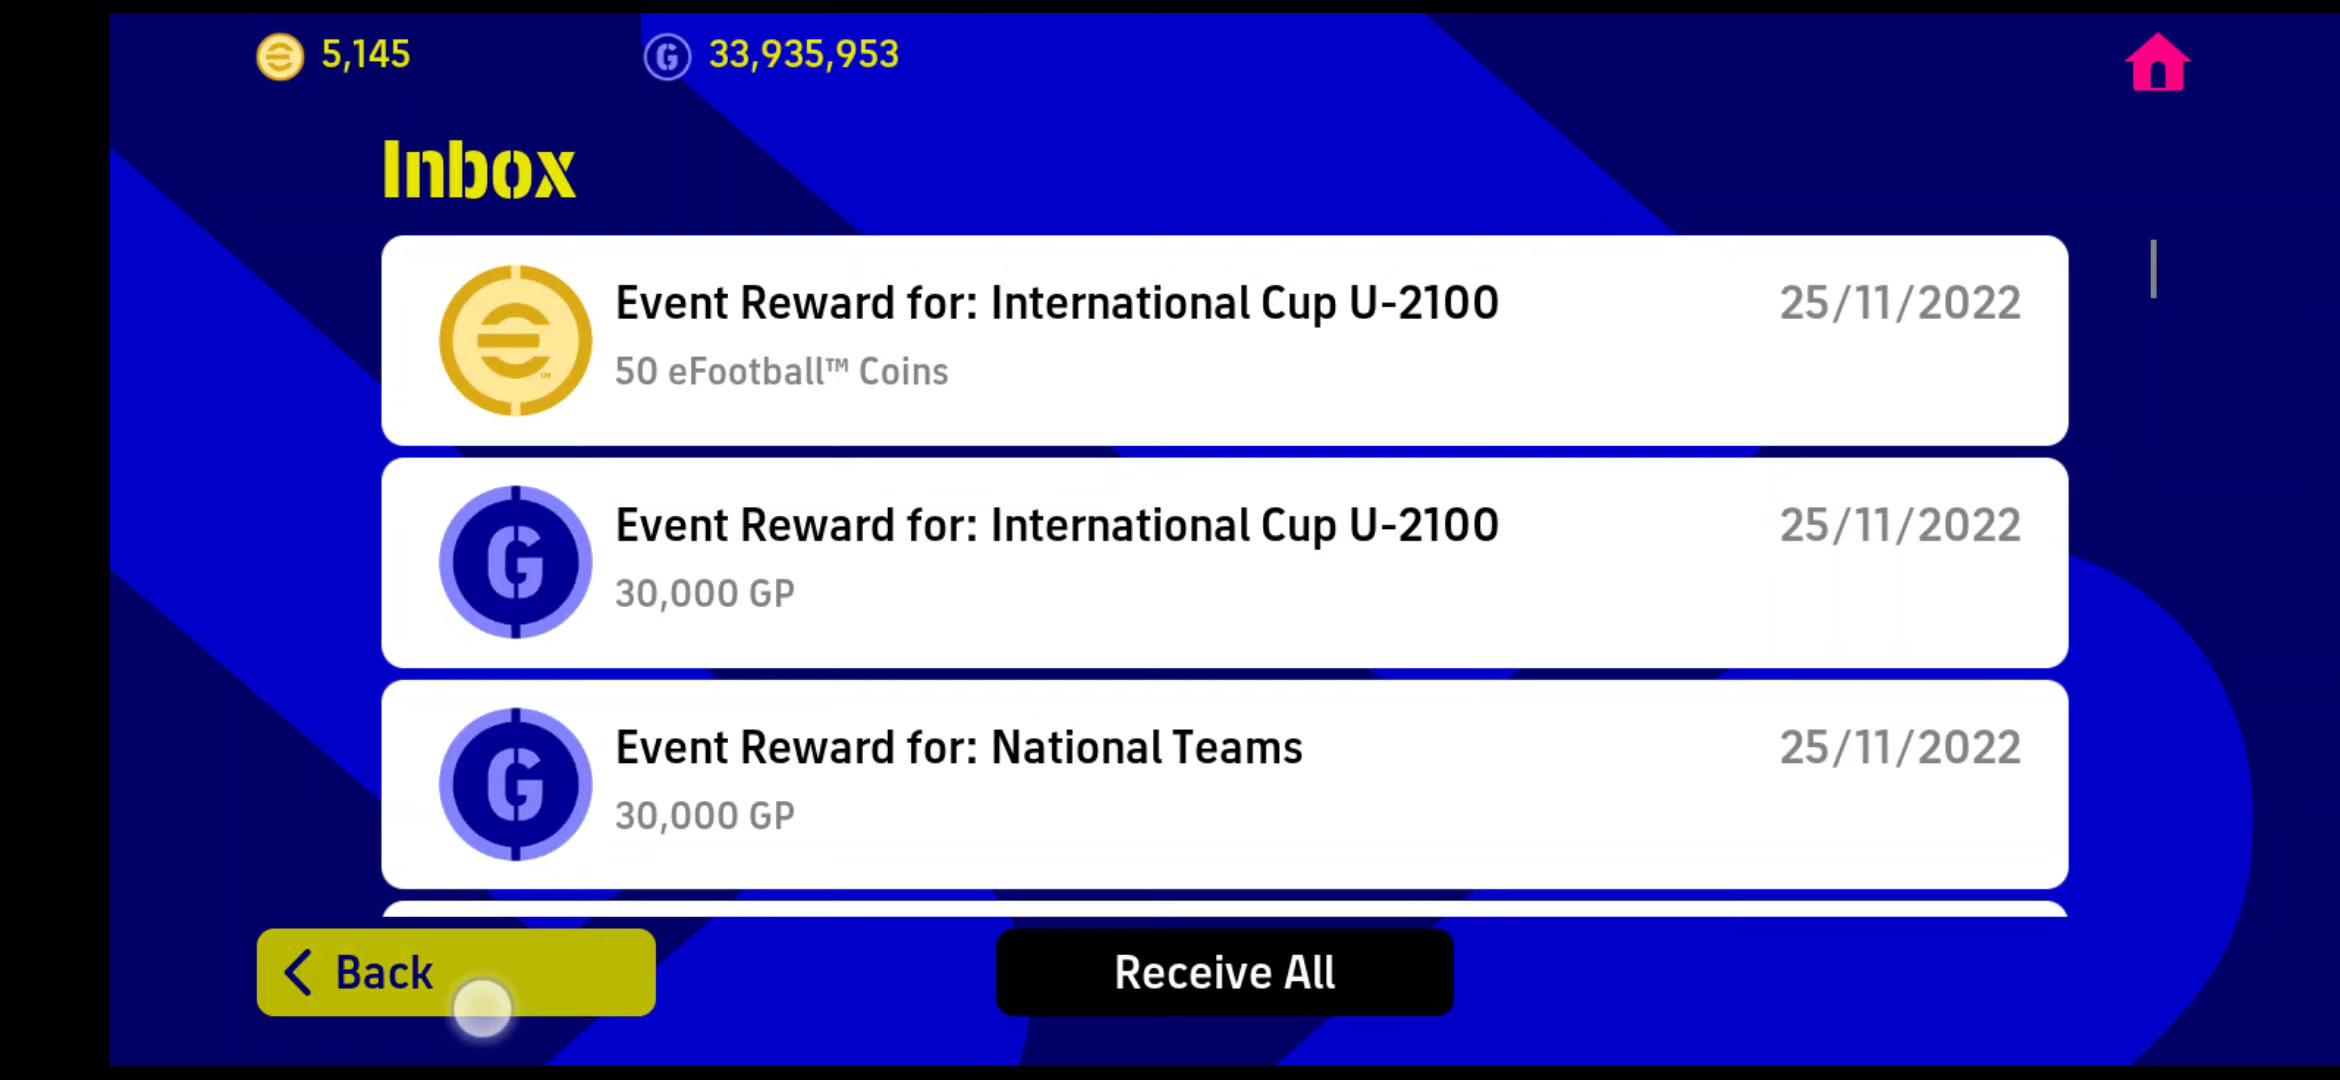 5,145
33,935,953
Inbox
Event Reward for: International Cup U-2100
25/11/2022
50 eFootball™ Coins
Event Reward for: International Cup U-2100
25/11/2022
30,000 GP
Event Reward for: National Teams
25/11/2022
30,000 GP
Back
Receive All